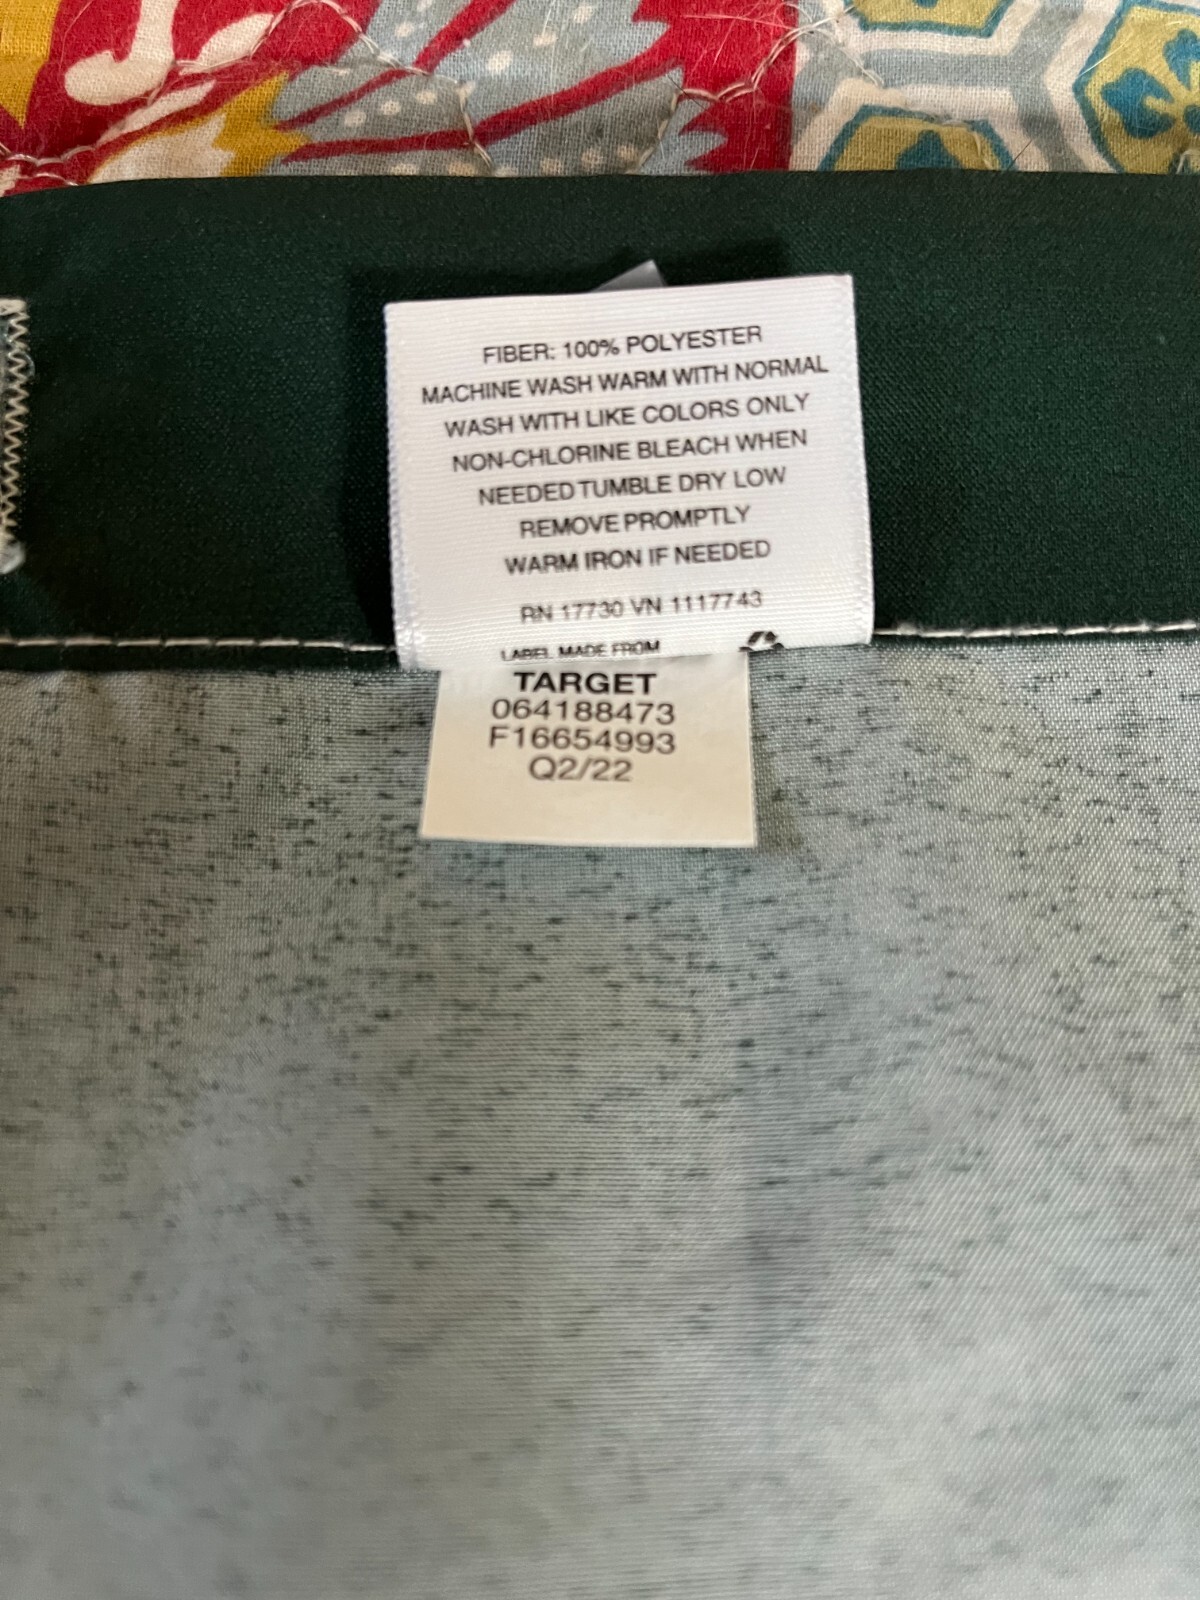 FIBER: 100% POLYESTER
MACHINE WASH WARM WITH NORMAL
WASH WITH LIKE COLORS ONLY
NON-CHLORINE BLEACH WHEN
NEEDED TUMBLE DRY LOW
REMOVE PROMPTLY
WARM IRON IF NEEDED
RN 17730 VN 1117743
LABEL MADE FROM
TARGET
064188473
F16654993
Q2/22